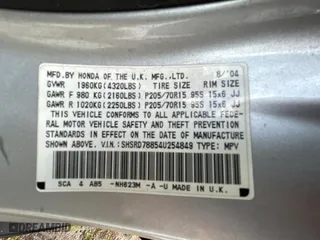 MFD.BY HONDA OF THE U.K. MFG.,LTD. 8/'04
GVWR 1960KG(4320LBS) TIRE SIZE RIM SIZE
GAWR F 980 KG(2160LBS) P205/70R15 95S 15x6 JJ
GAWR R 1020KG(2250LBS) P205/70R15 95S 15x6 JJ
THIS VEHICLE CONFORMS TO ALL APPLICABLE FEDE-
RAL MOTOR VEHICLE SAFETY AND THEFT PREVENTION
STANDARDS IN EFFECT ON THE DATE OF MANUFACTURE
SHOWN ABOVE. V.I.N:SHSRD78854U254849 TYPE: MPV
SCA 4 A85 -NH623M -A -U MADE IN U.K.
DREAMBID